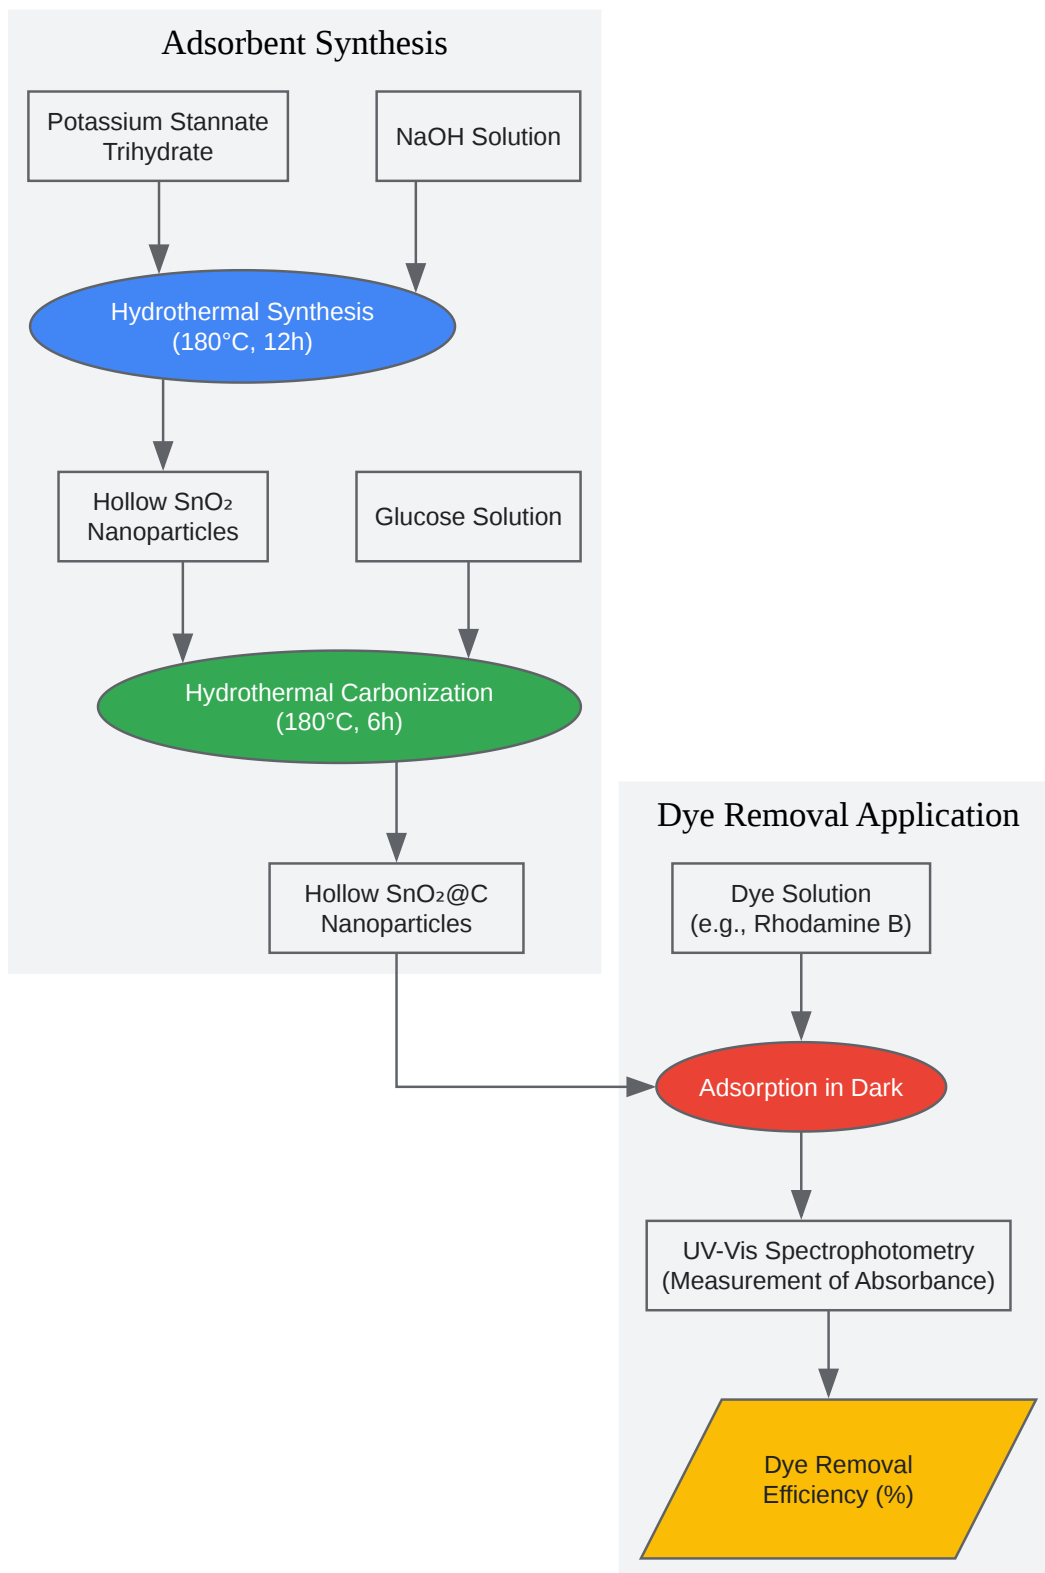 Adsorbent Synthesis
Potassium Stannate
Trihydrate
NaOH Solution
Hydrothermal Synthesis
(180°C, 12h)
Hollow SnO₂
Nanoparticles
Glucose Solution
Hydrothermal Carbonization
(180°C, 6h)
Hollow SnO₂@C
Nanoparticles
Dye Removal Application
Dye Solution
(e.g., Rhodamine B)
Adsorption in Dark
UV-Vis Spectrophotometry
(Measurement of Absorbance)
Dye Removal
Efficiency (%)